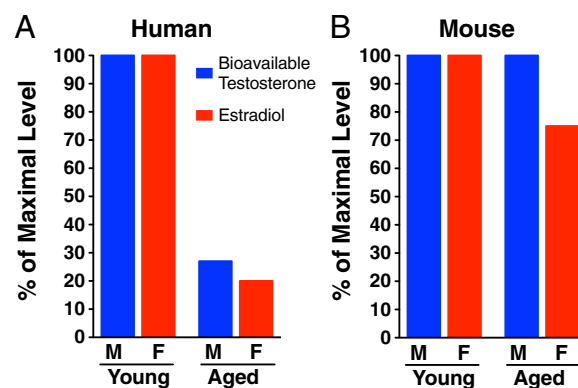 A Human
% of Maximal Level
100
90
80
70
60
50
40
30
20
10
0
Bioavailable
Testosterone
Estradiol
M F M F
Young Aged
B Mouse
% of Maximal Level
100
90
80
70
60
50
40
30
20
10
0
M F M F
Young Aged